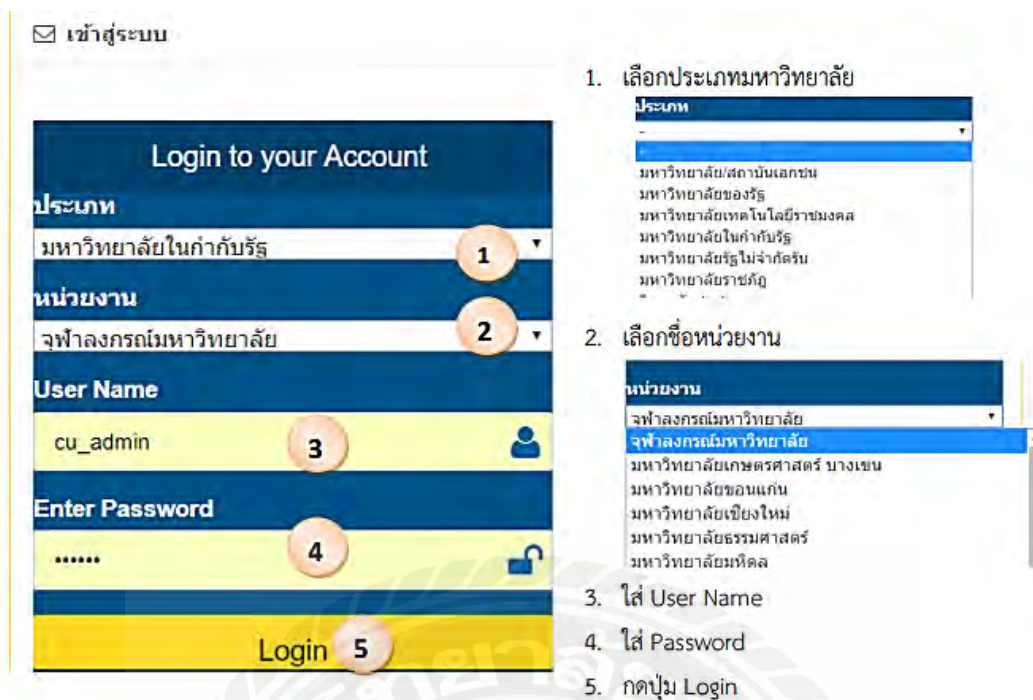 เข้าสู่ระบบ
Login to your Account
ประเภท
มหาวิทยาลัยในกำกับรัฐ
1
หน่วยงาน
จุฬาลงกรณ์มหาวิทยาลัย
2
User Name
cu_admin
3
Enter Password
••••••
4
Login 5
1. เลือกประเภทมหาวิทยาลัย
ประเภท
-
-
มหาวิทยาลัย/สถาบันเอกชน
มหาวิทยาลัยของรัฐ
มหาวิทยาลัยเทคโนโลยีราชมงคล
มหาวิทยาลัยในกำกับรัฐ
มหาวิทยาลัยรัฐไม่จำกัดรับ
มหาวิทยาลัยราชภัฏ
2. เลือกชื่อหน่วยงาน
หน่วยงาน
จุฬาลงกรณ์มหาวิทยาลัย
จุฬาลงกรณ์มหาวิทยาลัย
มหาวิทยาลัยเกษตรศาสตร์ บางเขน
มหาวิทยาลัยขอนแก่น
มหาวิทยาลัยเชียงใหม่
มหาวิทยาลัยธรรมศาสตร์
มหาวิทยาลัยมหิดล
3. ใส่ User Name
4. ใส่ Password
5. กดปุ่ม Login